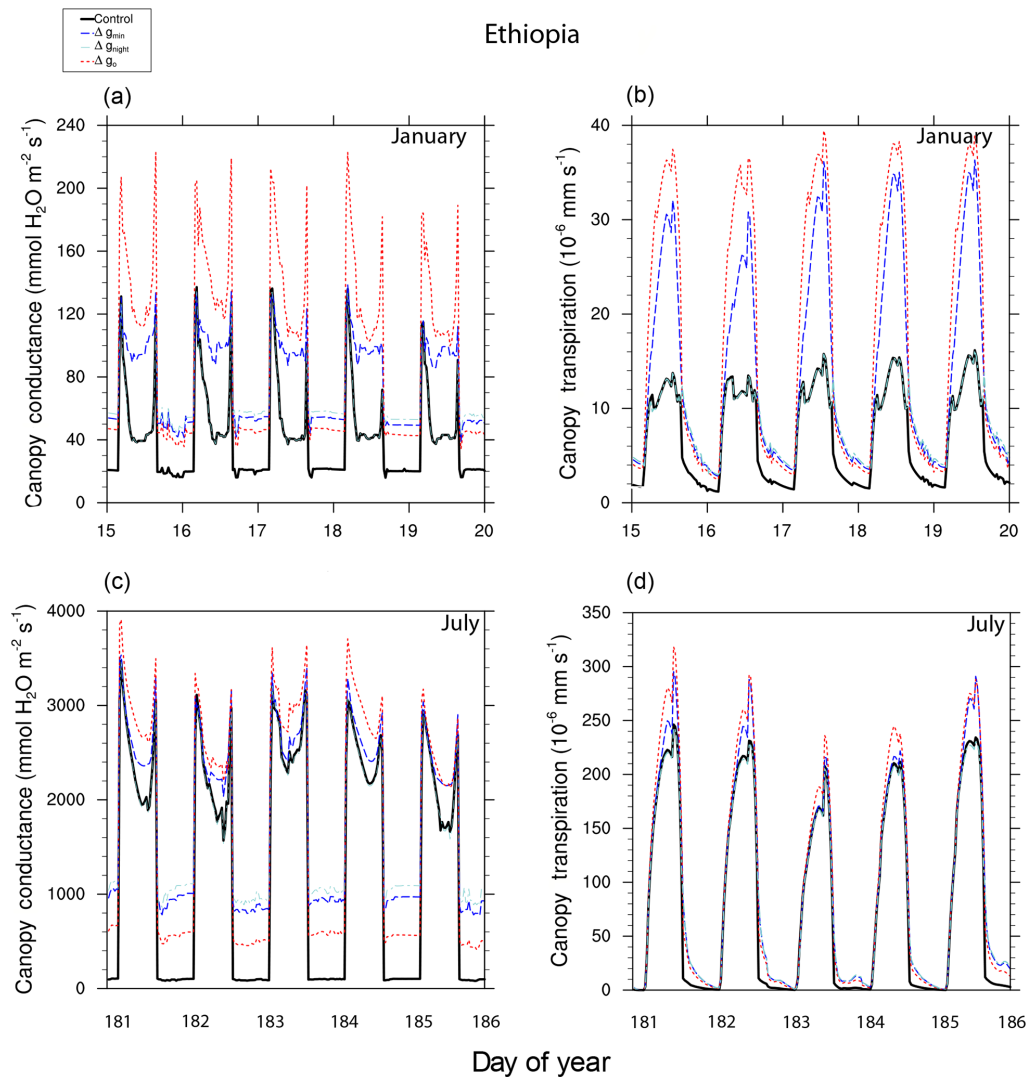 Control
Δ gmin
Δ gnight
Δ go
Ethiopia
(a)
January
Canopy conductance (mmol H2O m-2 s-1)
240
200
160
120
80
40
0
15 16 17 18 19 20
(b)
January
Canopy transpiration (10-6 mm s-1)
40
30
20
10
0
15 16 17 18 19 20
(c)
July
Canopy conductance (mmol H2O m-2 s-1)
4000
3000
2000
1000
0
181 182 183 184 185 186
(d)
July
Canopy transpiration (10-6 mm s-1)
350
300
250
200
150
100
50
0
181 182 183 184 185 186
Day of year